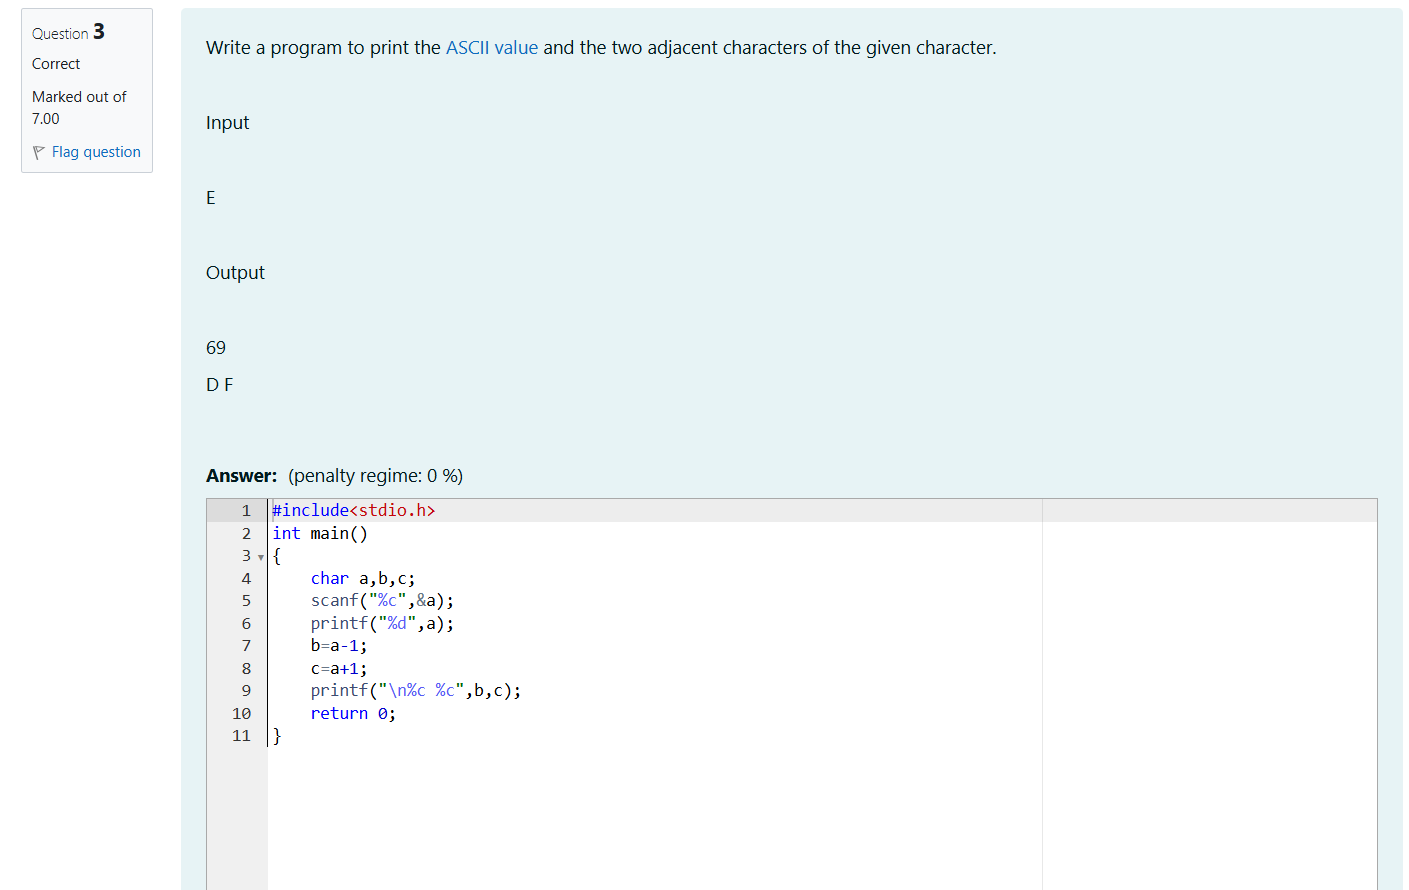 Question 3
Correct
Marked out of
7.00
Flag question
Write a program to print the ASCII value and the two adjacent characters of the given character.
Input
E
Output
69
D F
Answer: (penalty regime: 0 %)
1 #include<stdio.h>
2 int main()
3 {
4     char a,b,c;
5     scanf("%c",&a);
6     printf("%d",a);
7     b=a-1;
8     c=a+1;
9     printf("\n%c %c",b,c);
10     return 0;
11 }